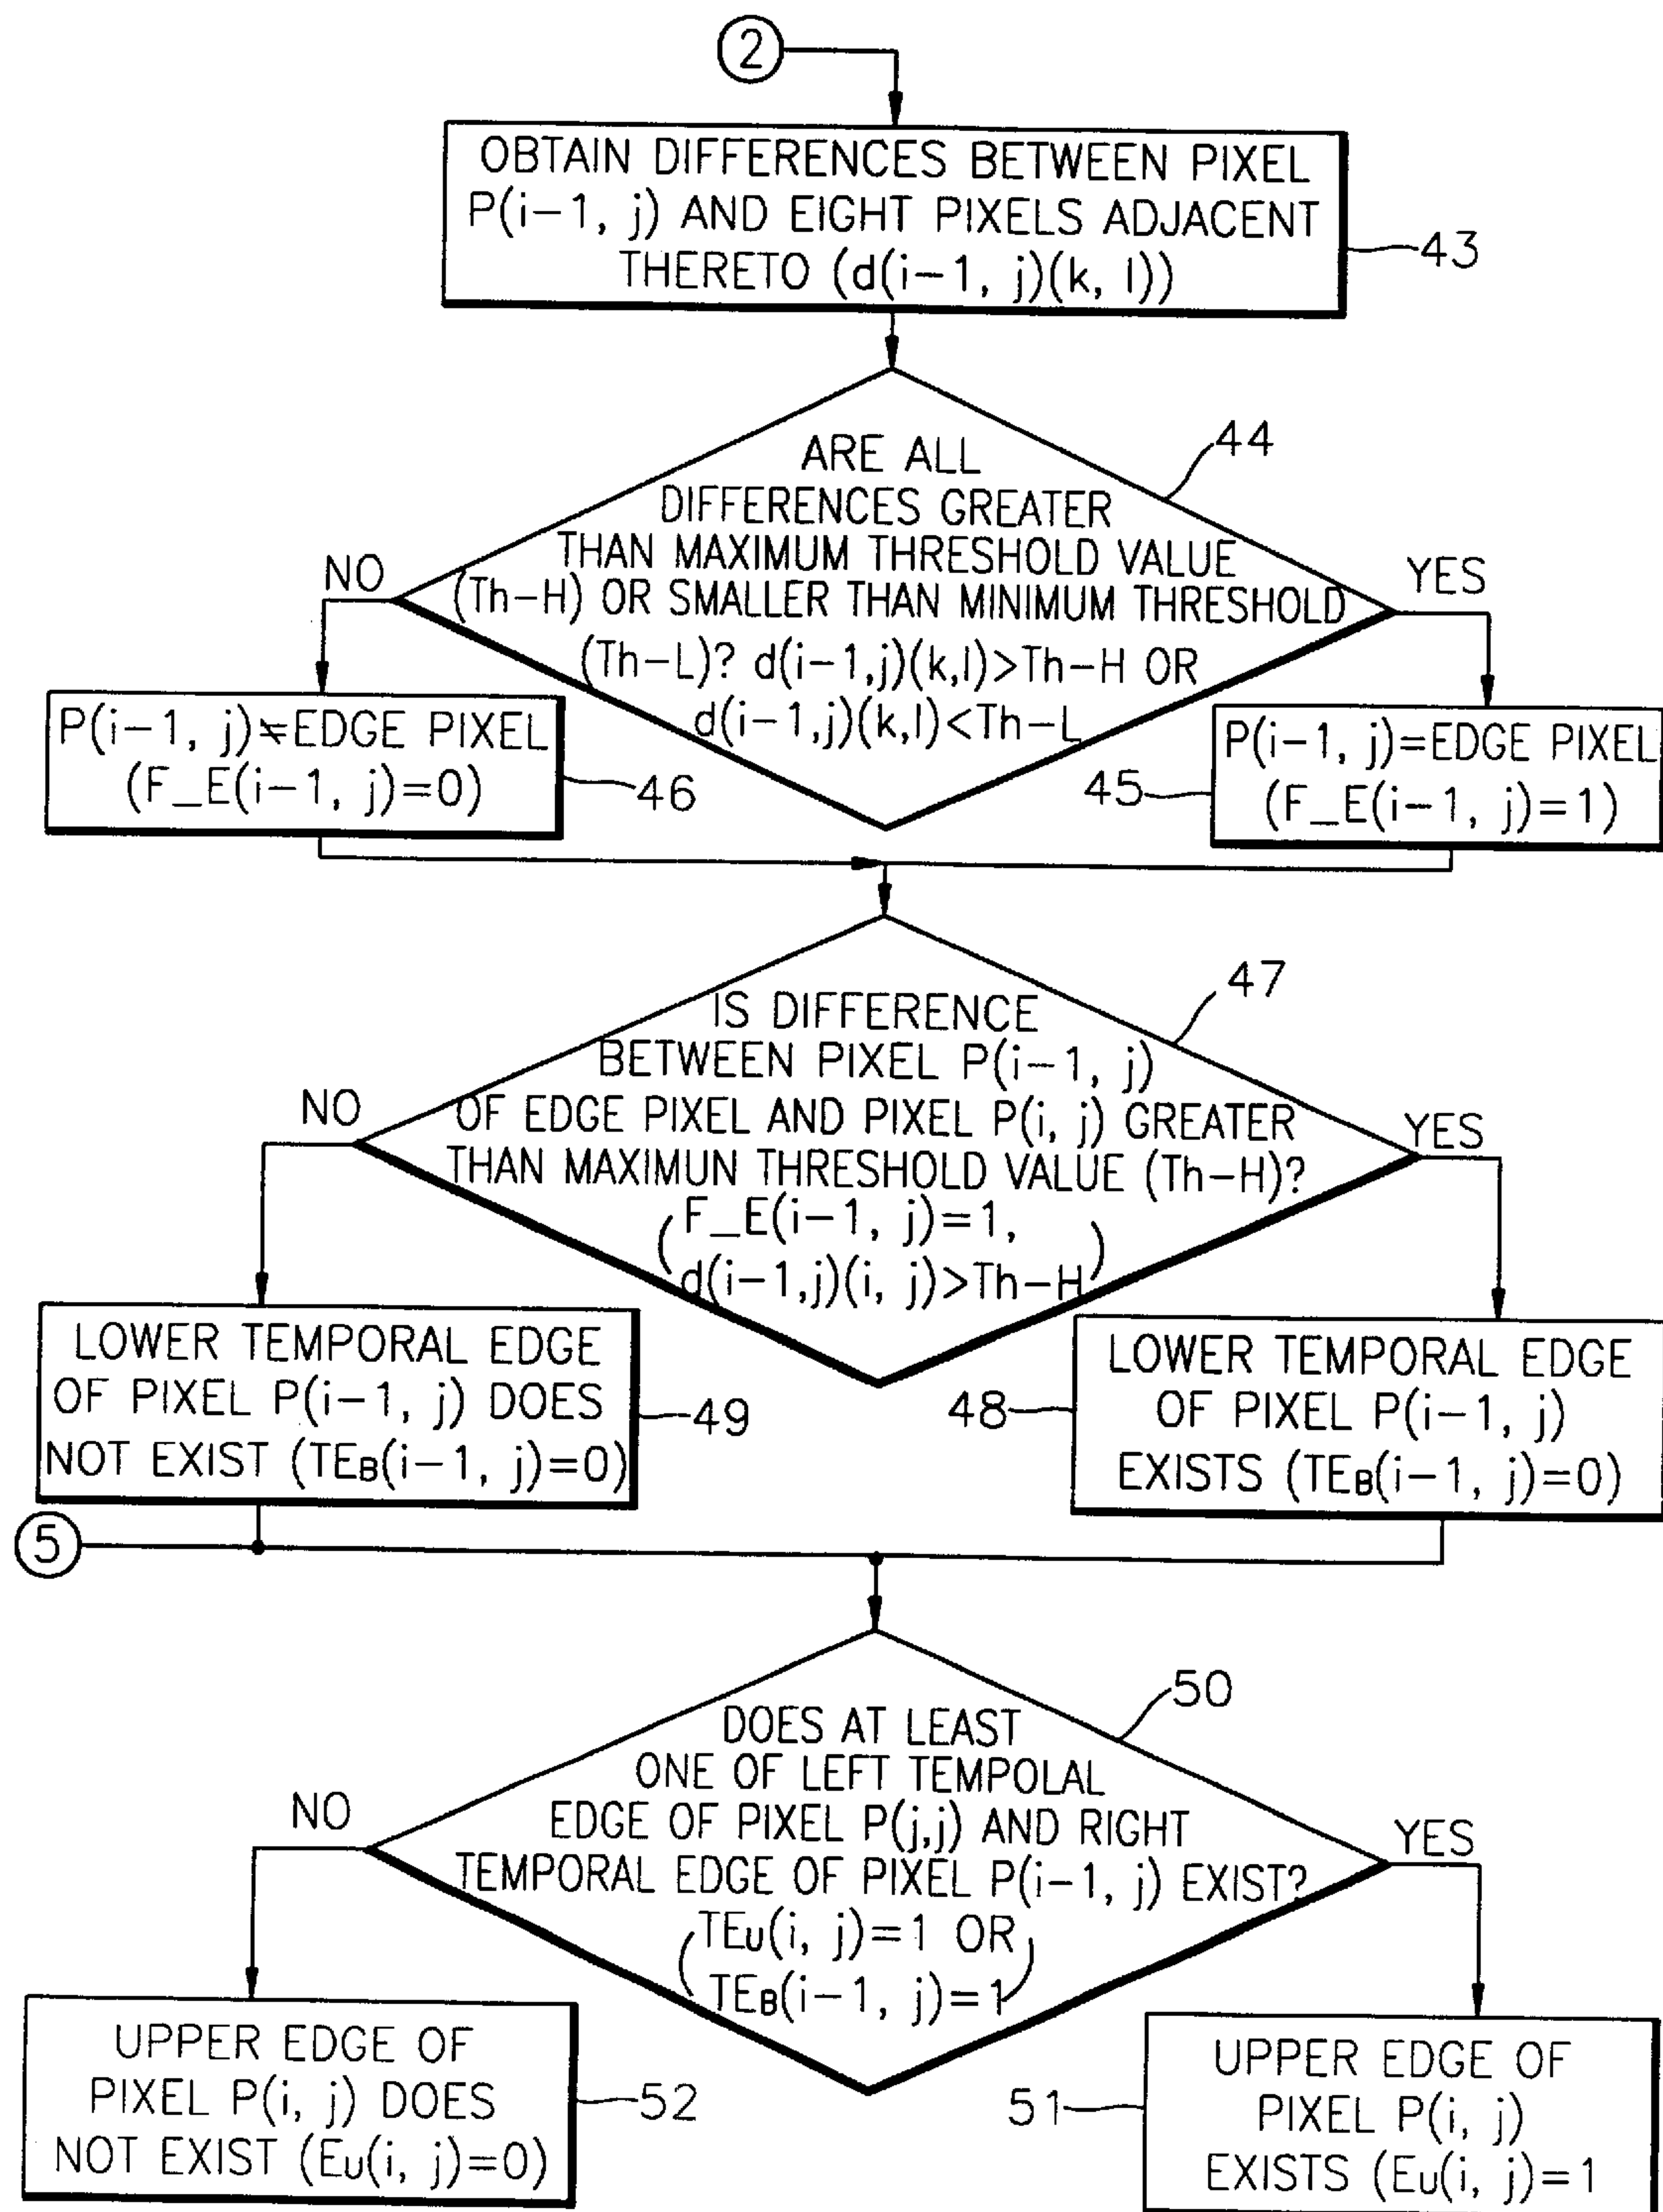 2
OBTAIN DIFFERENCES BETWEEN PIXEL
P(i-1, j) AND EIGHT PIXELS ADJACENT
THERETO (d(i-1, j)(k, l))
43
ARE ALL
DIFFERENCES GREATER
THAN MAXIMUM THRESHOLD VALUE
(Th-H) OR SMALLER THAN MINIMUM THRESHOLD
(Th-L)? d(i-1,j)(k,l)>Th-H OR
d(i-1,j)(k,l)<Th-L
44
NO
YES
P(i-1, j)≠EDGE PIXEL
(F_E(i-1, j)=0)
46
P(i-1, j)=EDGE PIXEL
(F_E(i-1, j)=1)
45
IS DIFFERENCE
BETWEEN PIXEL P(i-1, j)
OF EDGE PIXEL AND PIXEL P(i, j) GREATER
THAN MAXIMUN THRESHOLD VALUE (Th-H)?
(F_E(i-1, j)=1,
d(i-1,j)(i, j)>Th-H)
47
NO
YES
LOWER TEMPORAL EDGE
OF PIXEL P(i-1, j) DOES
NOT EXIST (TEB(i-1, j)=0)
49
LOWER TEMPORAL EDGE
OF PIXEL P(i-1, j)
EXISTS (TEB(i-1, j)=0)
48
5
DOES AT LEAST
ONE OF LEFT TEMPOLAL
EDGE OF PIXEL P(j,j) AND RIGHT
TEMPORAL EDGE OF PIXEL P(i-1, j) EXIST?
(TEU(i, j)=1 OR
TEB(i-1, j)=1)
50
NO
YES
UPPER EDGE OF
PIXEL P(i, j) DOES
NOT EXIST (EU(i, j)=0)
52
UPPER EDGE OF
PIXEL P(i, j)
EXISTS (EU(i, j)=1
51